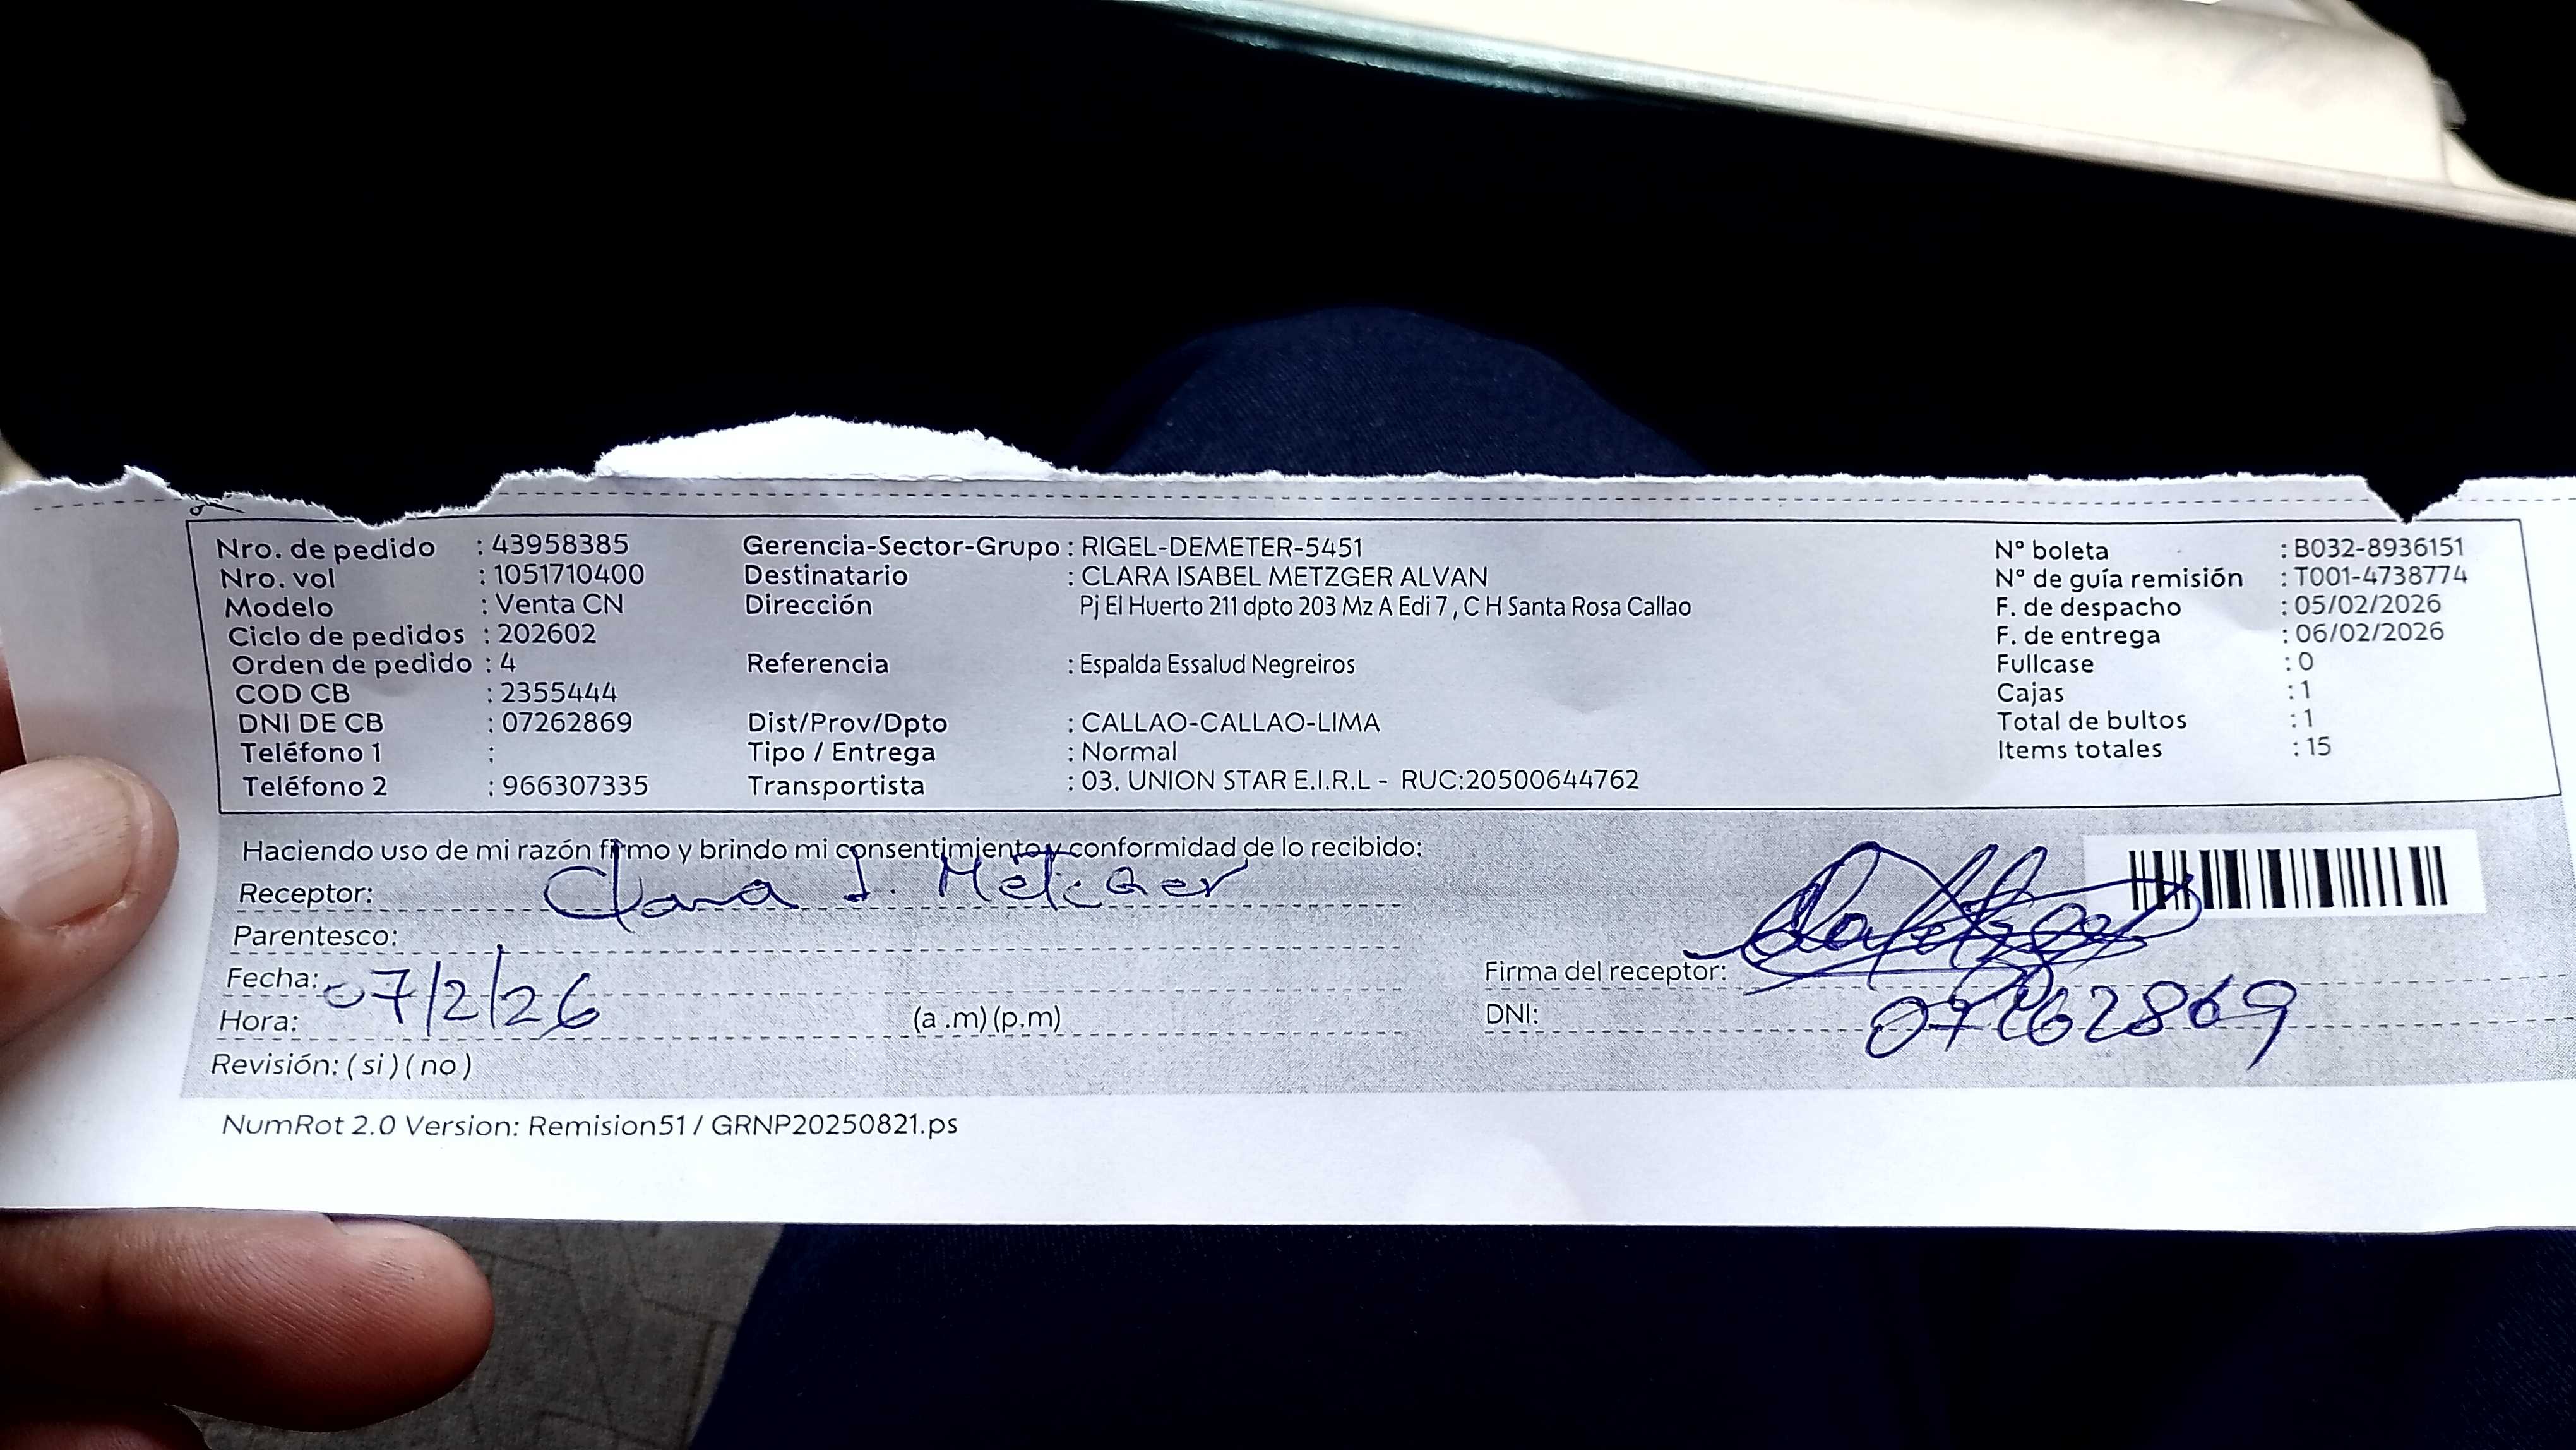 Nro. de pedido : 43958385 Gerencia-Sector-Grupo : RIGEL-DEMETER-5451 N° boleta : B032-8936151
Nro. vol : 1051710400 Destinatario : CLARA ISABEL METZGER ALVAN N° de guía remisión : T001-4738774
Modelo : Venta CN Dirección Pj El Huerto 211 dpto 203 Mz A Edi 7 , C H Santa Rosa Callao F. de despacho : 05/02/2026
Ciclo de pedidos : 202602 F. de entrega : 06/02/2026
Orden de pedido : 4 Referencia : Espalda Essalud Negreiros Fullcase : 0
COD CB : 2355444 Cajas : 1
DNI DE CB : 07262869 Dist/Prov/Dpto : CALLAO-CALLAO-LIMA Total de bultos : 1
Teléfono 1 : Tipo / Entrega : Normal Items totales : 15
Teléfono 2 : 966307335 Transportista : 03. UNION STAR E.I.R.L - RUC:20500644762
Haciendo uso de mi razón firmo y brindo mi consentimiento y conformidad de lo recibido:
Receptor: Clara I. Metzger
Parentesco:
Fecha: 07/2/26 Firma del receptor:
Hora: (a .m) (p.m) DNI: 07262869
Revisión: ( si ) ( no )
NumRot 2.0 Version: Remision51 / GRNP20250821.ps